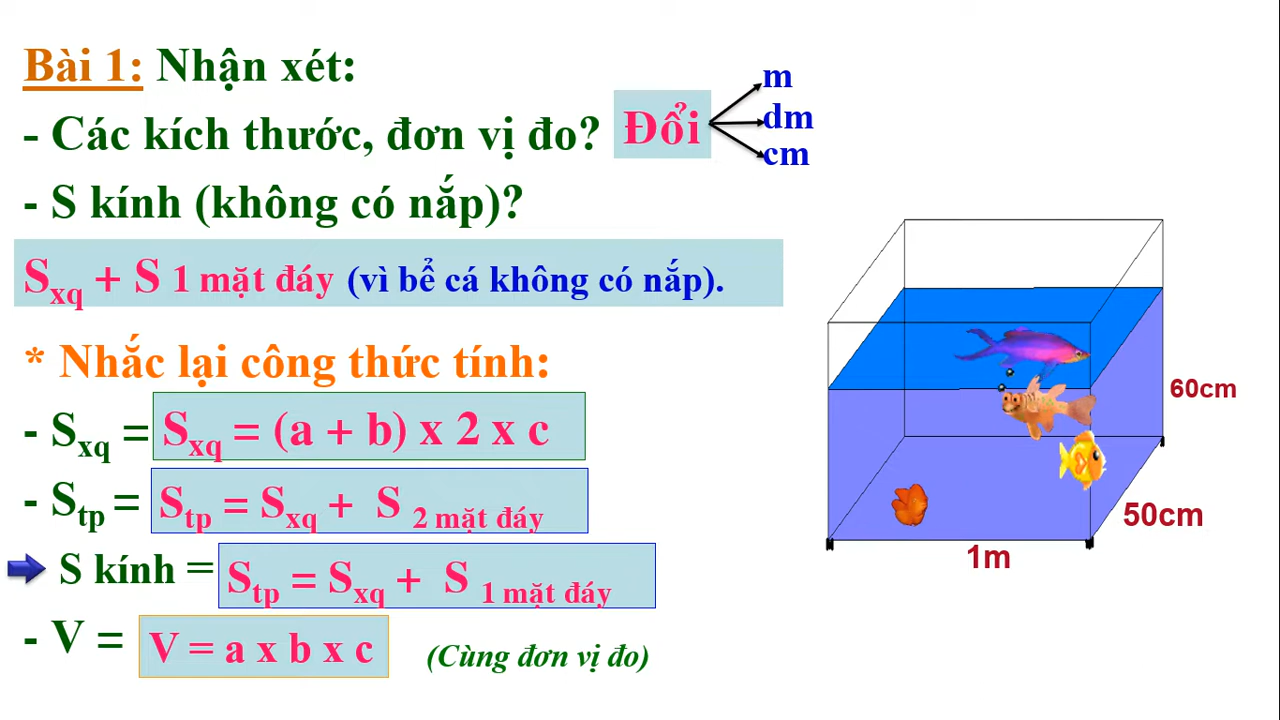 Bài 1: Nhận xét:
- Các kích thước, đơn vị đo? Đổi m
dm
cm
- S kính (không có nắp)?
Sxq + S 1 mặt đáy (vì bể cá không có nắp).
* Nhắc lại công thức tính:
- Sxq = Sxq = (a + b) x 2 x c
- Stp = Stp = Sxq + S 2 mặt đáy
S kính = Stp = Sxq + S 1 mặt đáy
- V = V = a x b x c (Cùng đơn vị đo)
60cm
50cm
1m